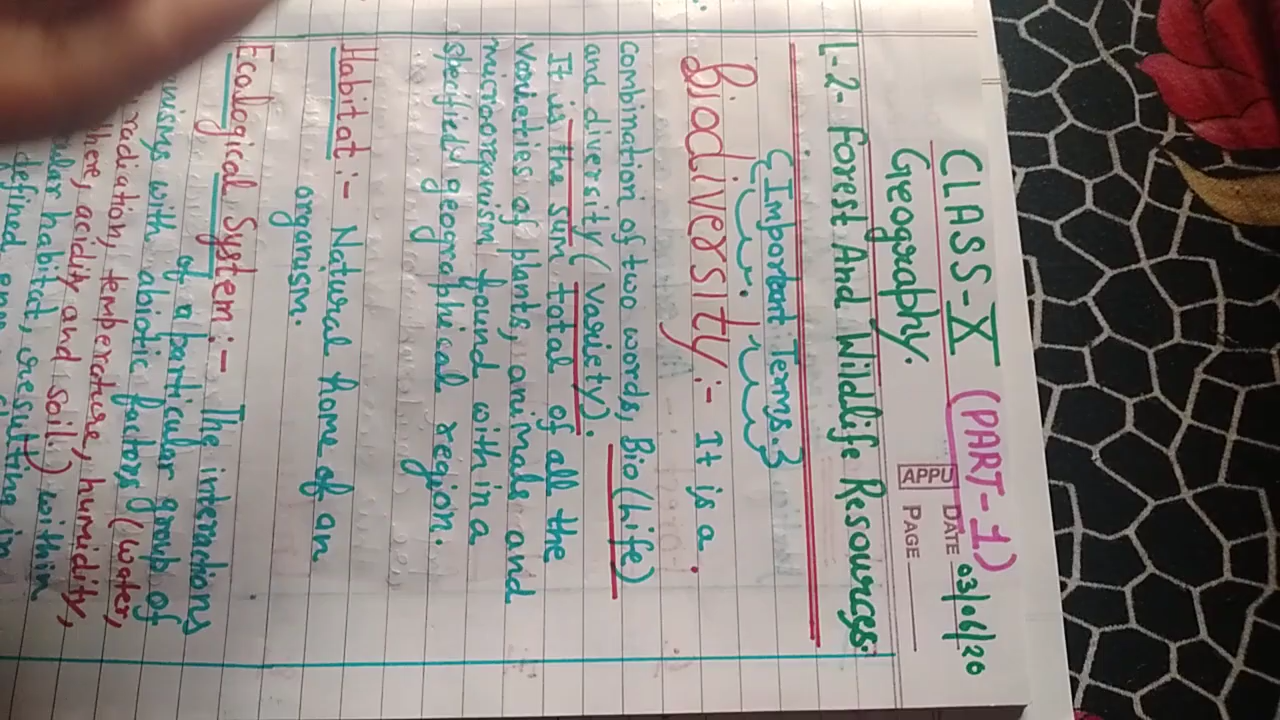 CLASS-X (PART-1)
Geography.
APPU
DATE 03/06/20
PAGE
L-2- Forest And Wildlife Resources
{Important Terms.}
Biodiversity:- It is a
combination of two words, Bio(Life)
and diversity(variety).
It is the sum total of all the
varieties of plants, animals and
microorganism found with in a
specified geographical region.
Habitat:- Natural home of an
organism.
Ecological System:- The interactions
of a particular group of
with abiotic factors (water,
radiation, temperature, humidity,
acidity and soil) within
habitat, resulting in
defined